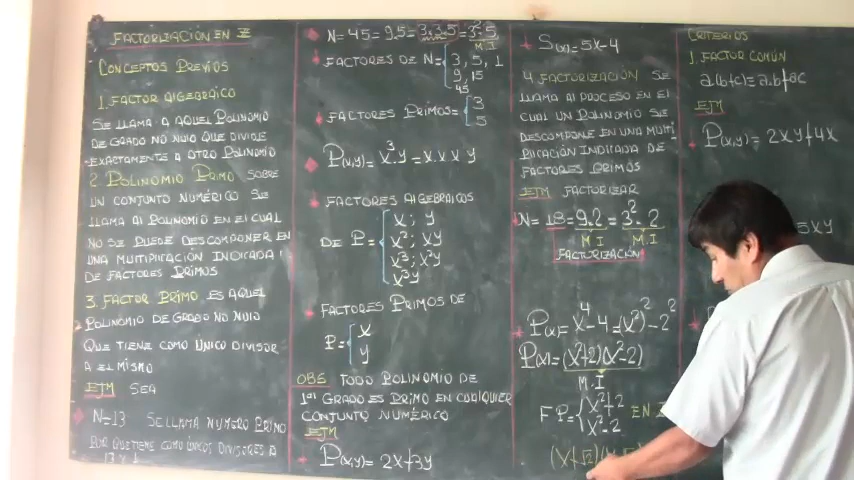 FACTORIZACIÓN EN Z
CONCEPTOS PREVIOS
1. FACTOR ALGEBRAICO
SE LLAMA A AQUEL POLINOMIO
DE GRADO NO NULO QUE DIVIDE
EXACTAMENTE A OTRO POLINOMIO
2. POLINOMIO PRIMO SOBRE
UN CONJUNTO NUMÉRICO SE
LLAMA AL POLINOMIO EN EL CUAL
NO SE PUEDE DESCOMPONER EN
UNA MULTIPLICACIÓN INDICADA
DE FACTORES PRIMOS
3. FACTOR PRIMO ES AQUEL
POLINOMIO DE GRADO NO NULO
QUE TIENE COMO ÚNICO DIVISOR
A EL MISMO
EJM SEA
N=13 SE LLAMA NUMERO PRIMO
POR QUE TIENE COMO ÚNICOS DIVISORES A
13 y 1
N=45=9.5=3.3.5=3².5
M.I
FACTORES DE N= 3, 5, 1
9, 15
45
FACTORES PRIMOS= 3
5
P(x,y)=x³.y=x.x.x y
FACTORES ALGEBRAICOS
DE P= x; y
x²; xy
x³; x²y
x³y
FACTORES PRIMOS DE
P= x
y
OBS TODO POLINOMIO DE
1er GRADO ES PRIMO EN CUALQUIER
CONJUNTO NUMÉRICO
EJM
P(x,y)= 2x+3y
S(x)=5x-4
4. FACTORIZACIÓN SE
LLAMA AL PROCESO EN EL
CUAL UN POLINOMIO SE
DESCOMPONE EN UNA MULTI-
PLICACIÓN INDICADA DE
FACTORES PRIMOS
EJM FACTORIZAR
N=18=9.2=3².2
M.I M.I
FACTORIZACIÓN
P(x)=x⁴-4=(x²)²-2²
P(x)=(x²+2)(x²-2)
M.I
FP= x²+2
x²-2 EN
(x+√2)
CRITERIOS
1. FACTOR COMÚN
a(b+c)=a.b+ac
EJM
P(x,y)= 2xy+4x
5xy